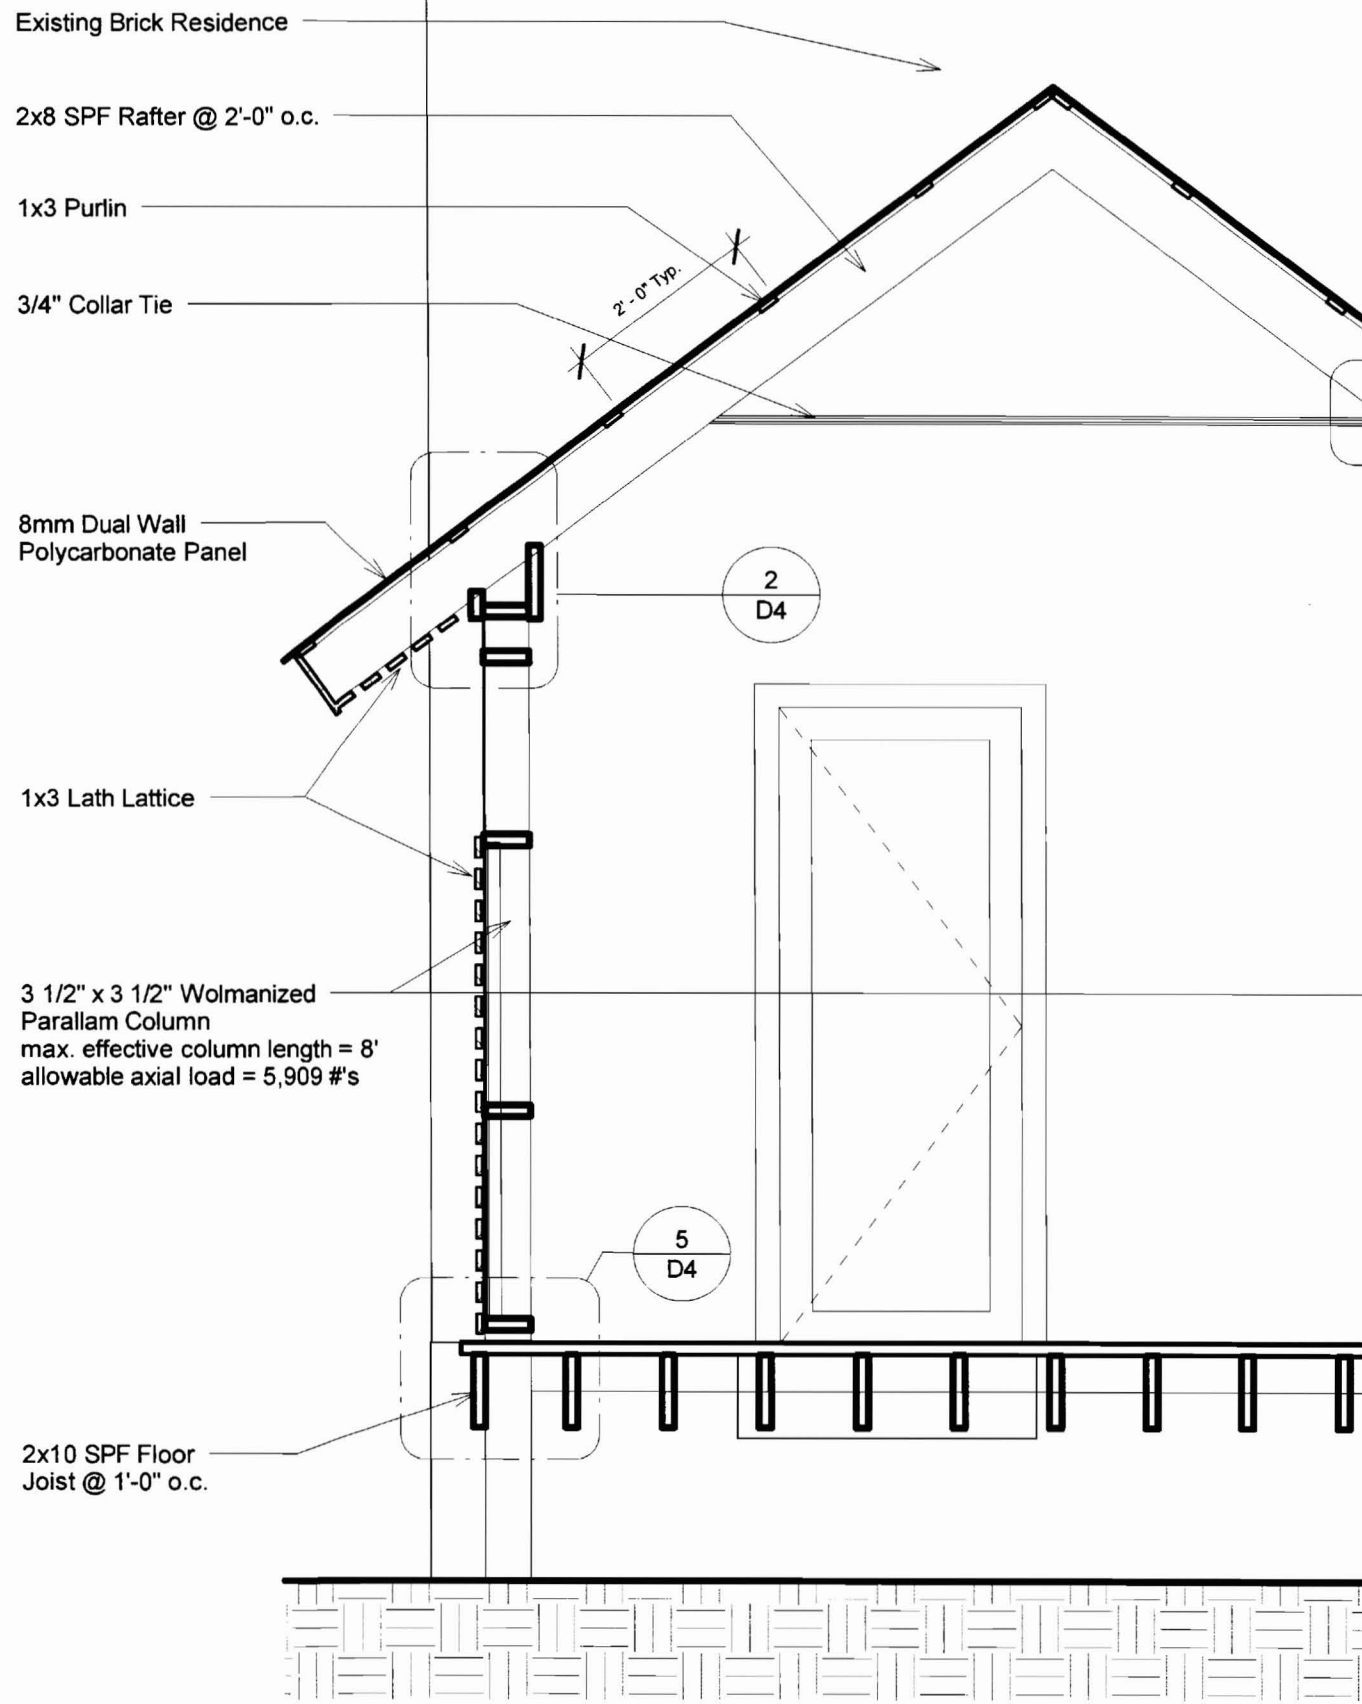 Existing Brick Residence
2x8 SPF Rafter @ 2'-0" o.c.
1x3 Purlin
2' - 0" Typ.
3/4" Collar Tie
8mm Dual Wall
Polycarbonate Panel
2
D4
1x3 Lath Lattice
3 1/2" x 3 1/2" Wolmanized
Parallam Column
max. effective column length = 8'
allowable axial load = 5,909 #'s
5
D4
2x10 SPF Floor
Joist @ 1'-0" o.c.